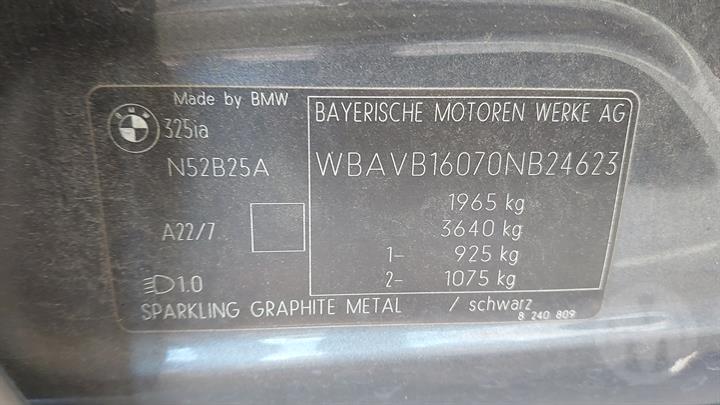 Made by BMW
325ia
N52B25A
A22/7
1.0
BAYERISCHE MOTOREN WERKE AG
WBAVB16070NB24623
1965 kg
3640 kg
1- 925 kg
2- 1075 kg
SPARKLING GRAPHITE METAL / schwarz
8 240 809